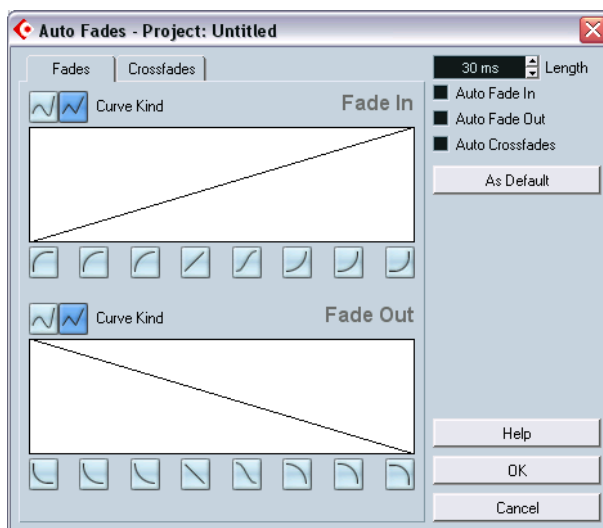 Auto Fades - Project: Untitled
Fades
Crossfades
Curve Kind
Fade In
Curve Kind
Fade Out
30 ms
Length
Auto Fade In
Auto Fade Out
Auto Crossfades
As Default
Help
OK
Cancel